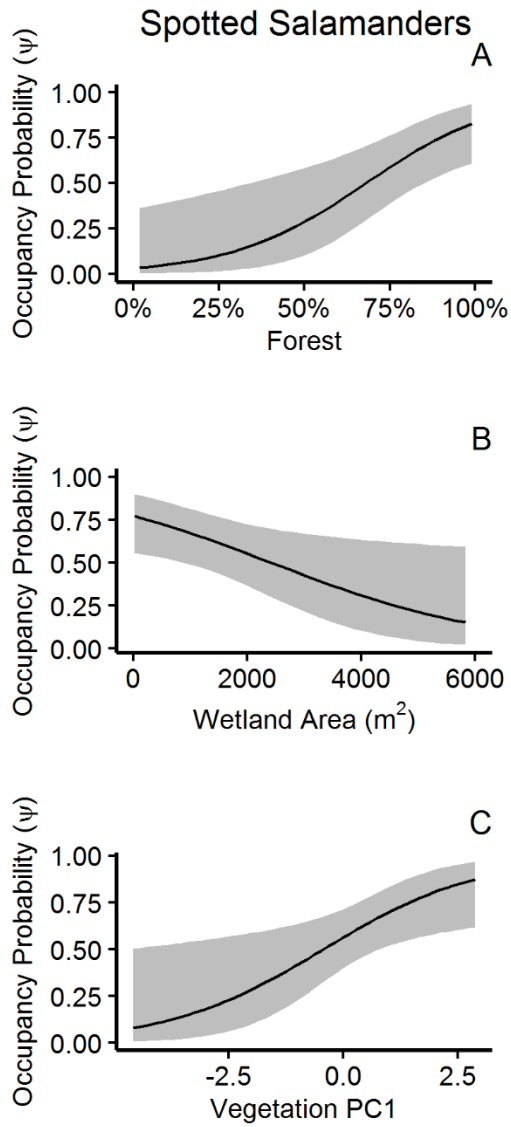 Spotted Salamanders
A
Occupancy Probability (ψ)
1.00
0.75
0.50
0.25
0.00
0% 25% 50% 75% 100%
Forest
B
Occupancy Probability (ψ)
1.00
0.75
0.50
0.25
0.00
0 2000 4000 6000
Wetland Area (m²)
C
Occupancy Probability (ψ)
1.00
0.75
0.50
0.25
0.00
-2.5 0.0 2.5
Vegetation PC1